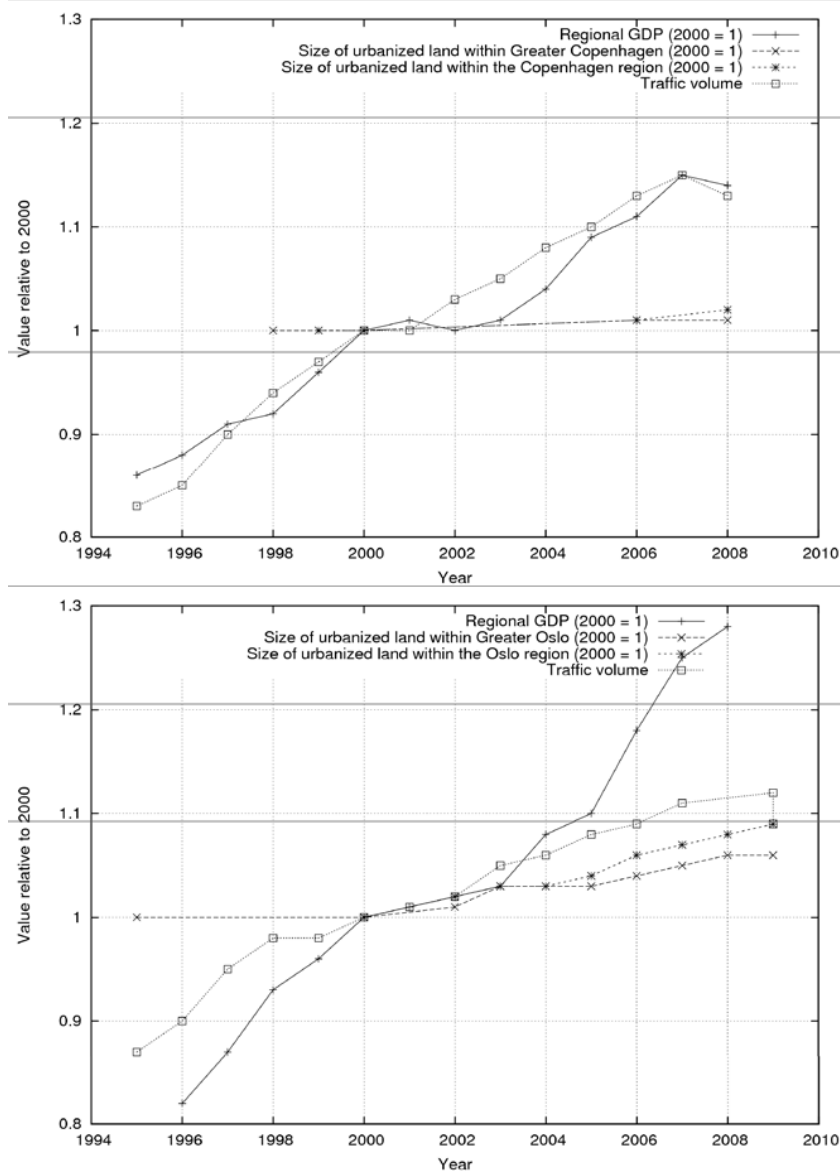 1.3
Regional GDP (2000 = 1)
Size of urbanized land within Greater Copenhagen (2000 = 1)
Size of urbanized land within the Copenhagen region (2000 = 1)
Traffic volume
1.2
1.1
1
0.9
0.8
Value relative to 2000
1994 1996 1998 2000 2002 2004 2006 2008 2010
Year
1.3
Regional GDP (2000 = 1)
Size of urbanized land within Greater Oslo (2000 = 1)
Size of urbanized land within the Oslo region (2000 = 1)
Traffic volume
1.2
1.1
1
0.9
0.8
Value relative to 2000
1994 1996 1998 2000 2002 2004 2006 2008 2010
Year